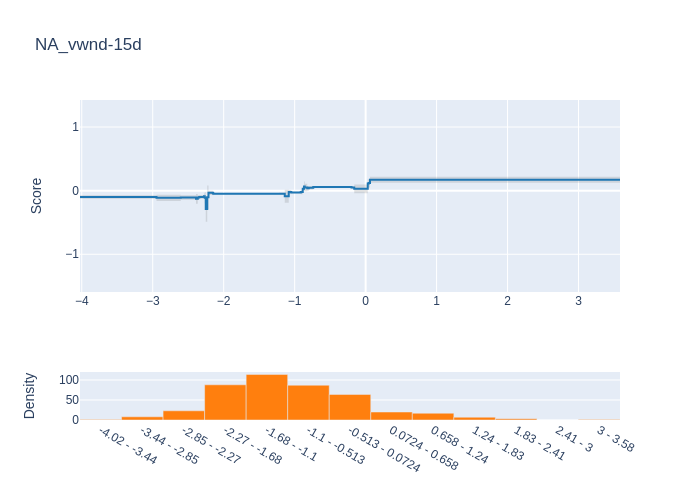 NA_vwnd-15d
Score
1
0
−1
−4
−3
−2
−1
0
1
2
3
Density
100
50
0
-4.02 - -3.44
-3.44 - -2.85
-2.85 - -2.27
-2.27 - -1.68
-1.68 - -1.1
-1.1 - -0.513
-0.513 - 0.0724
0.0724 - 0.658
0.658 - 1.24
1.24 - 1.83
1.83 - 2.41
2.41 - 3
3 - 3.58